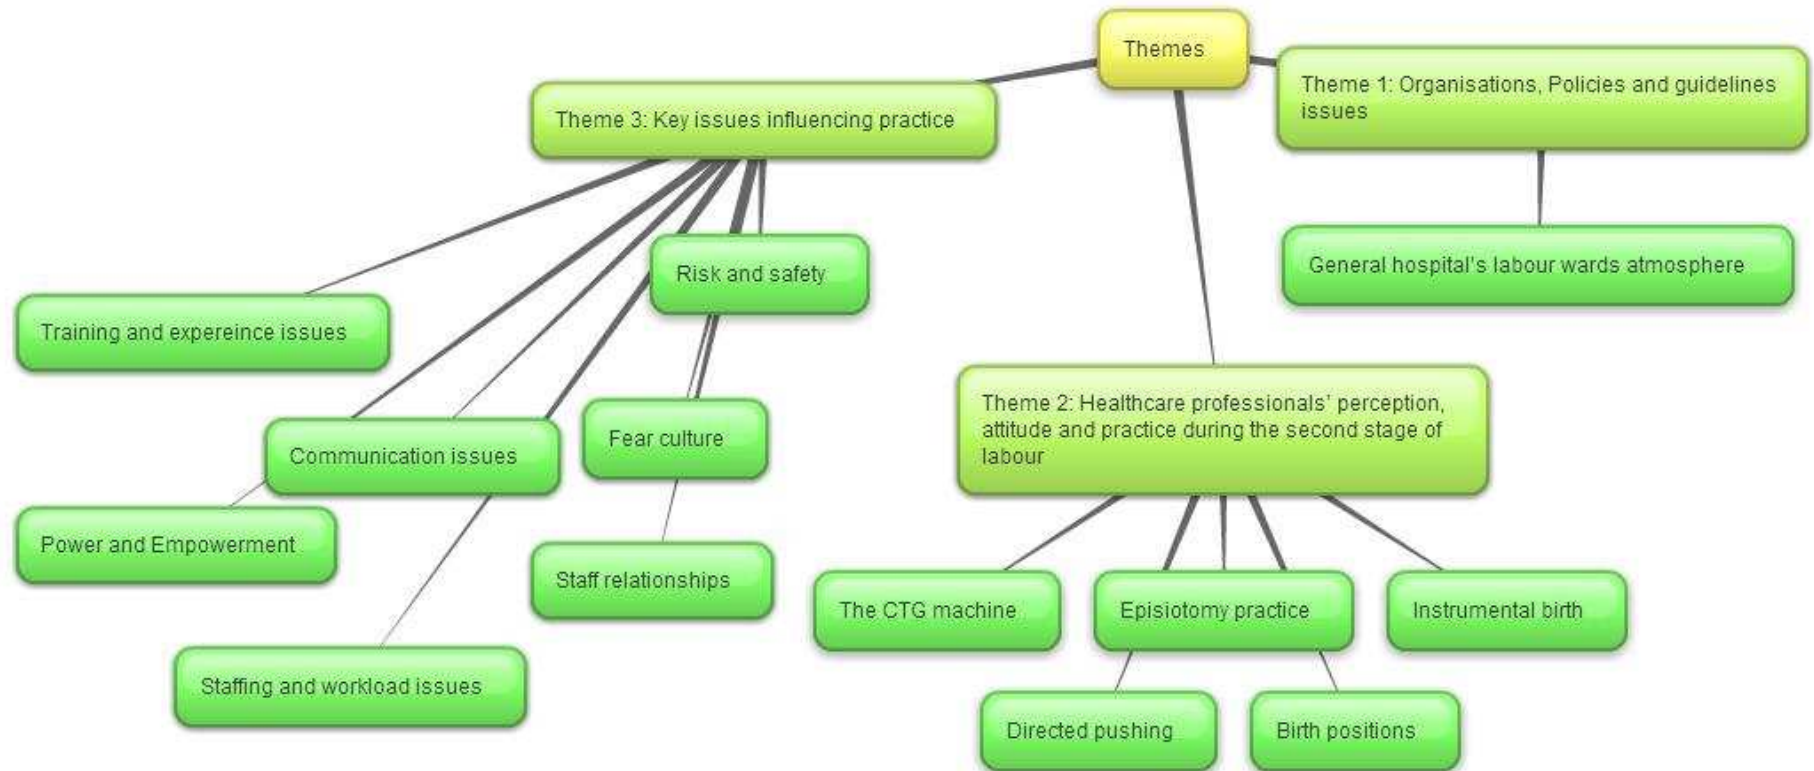 Themes
Theme 1: Organisations, Policies and guidelines
issues
Theme 3: Key issues influencing practice
General hospital's labour wards atmosphere
Risk and safety
Training and expereince issues
Theme 2: Healthcare professionals' perception,
attitude and practice during the second stage of
labour
Fear culture
Communication issues
Power and Empowerment
Staff relationships
The CTG machine
Episiotomy practice
Instrumental birth
Staffing and workload issues
Directed pushing
Birth positions